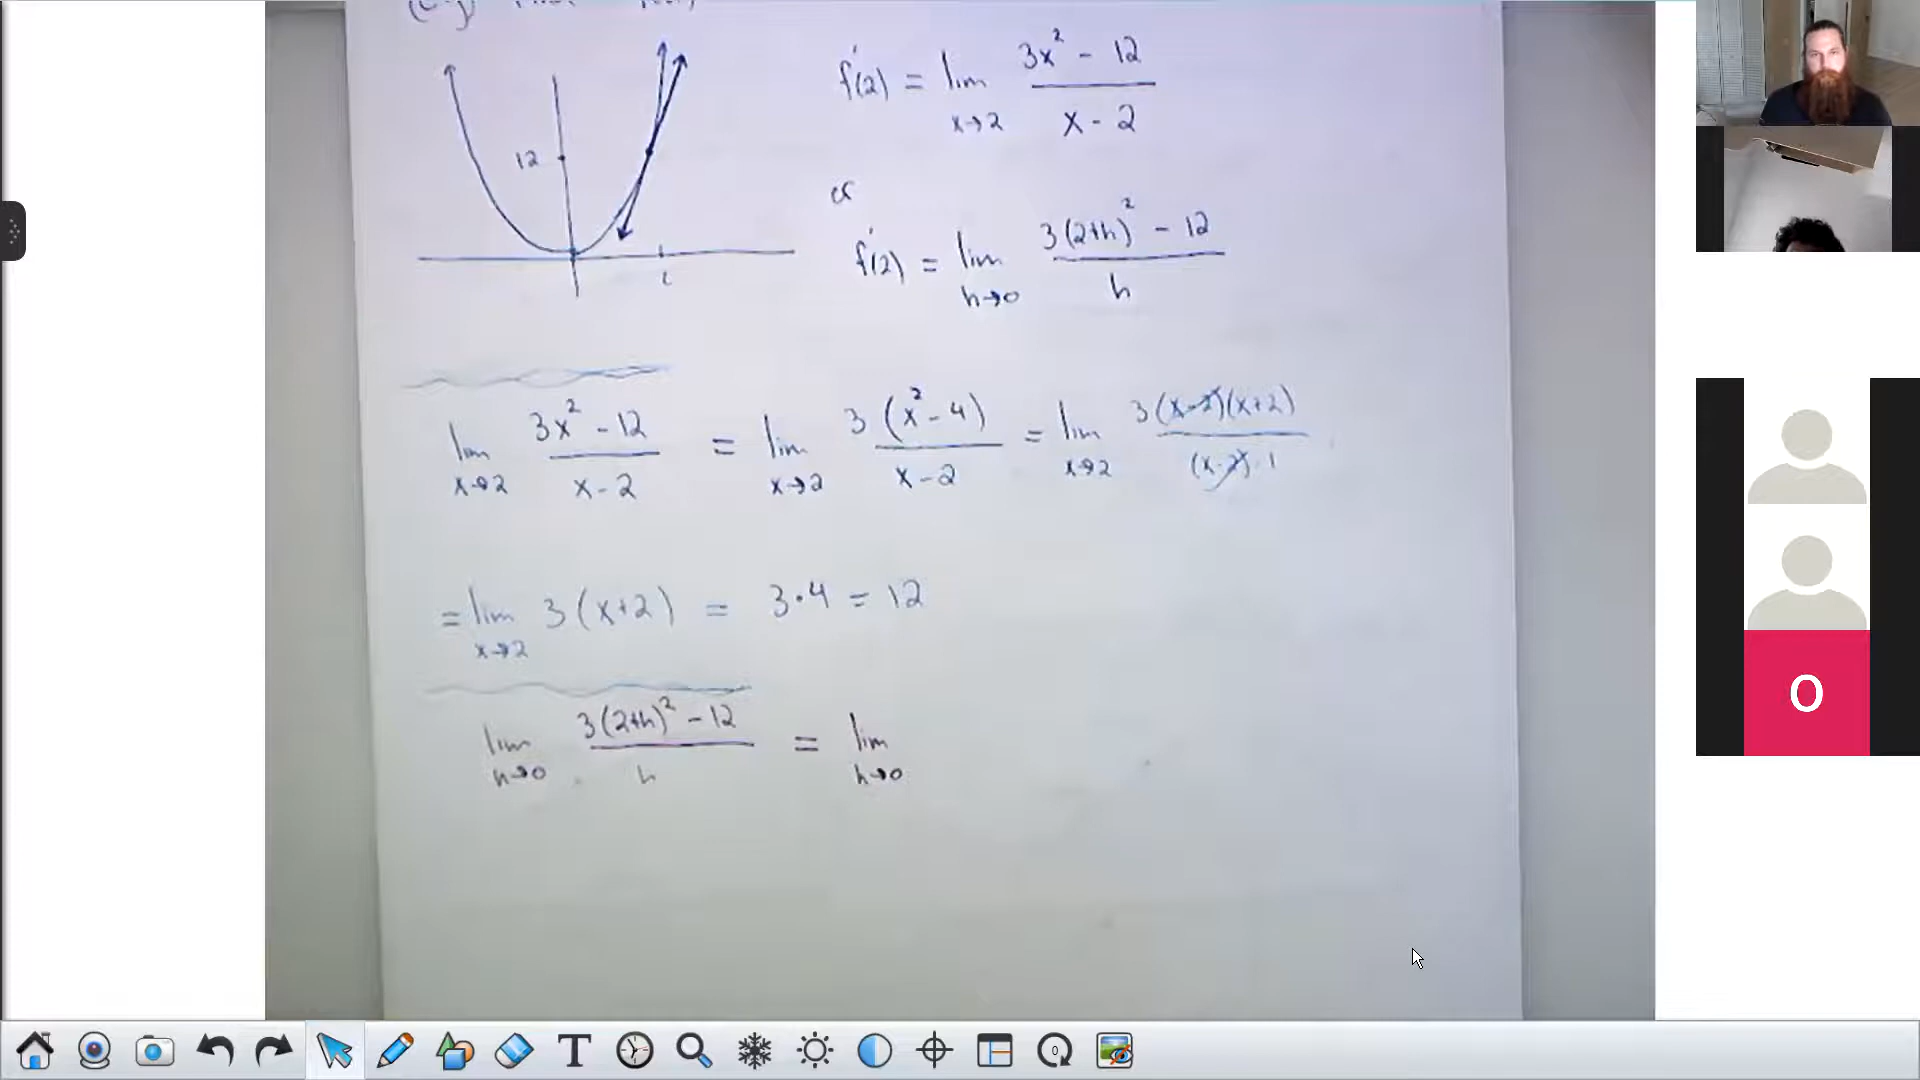 12
2
f'(2) = lim x→2 (3x² - 12)/(x - 2)
or
f'(2) = lim h→0 (3(2+h)² - 12)/h
lim x→2 (3x² - 12)/(x - 2) = lim x→2 3(x² - 4)/(x - 2) = lim x→2 3(x-2)(x+2)/((x-2)·1)
= lim x→2 3(x+2) = 3·4 = 12
lim h→0 (3(2+h)² - 12)/h = lim h→0
O
T
0